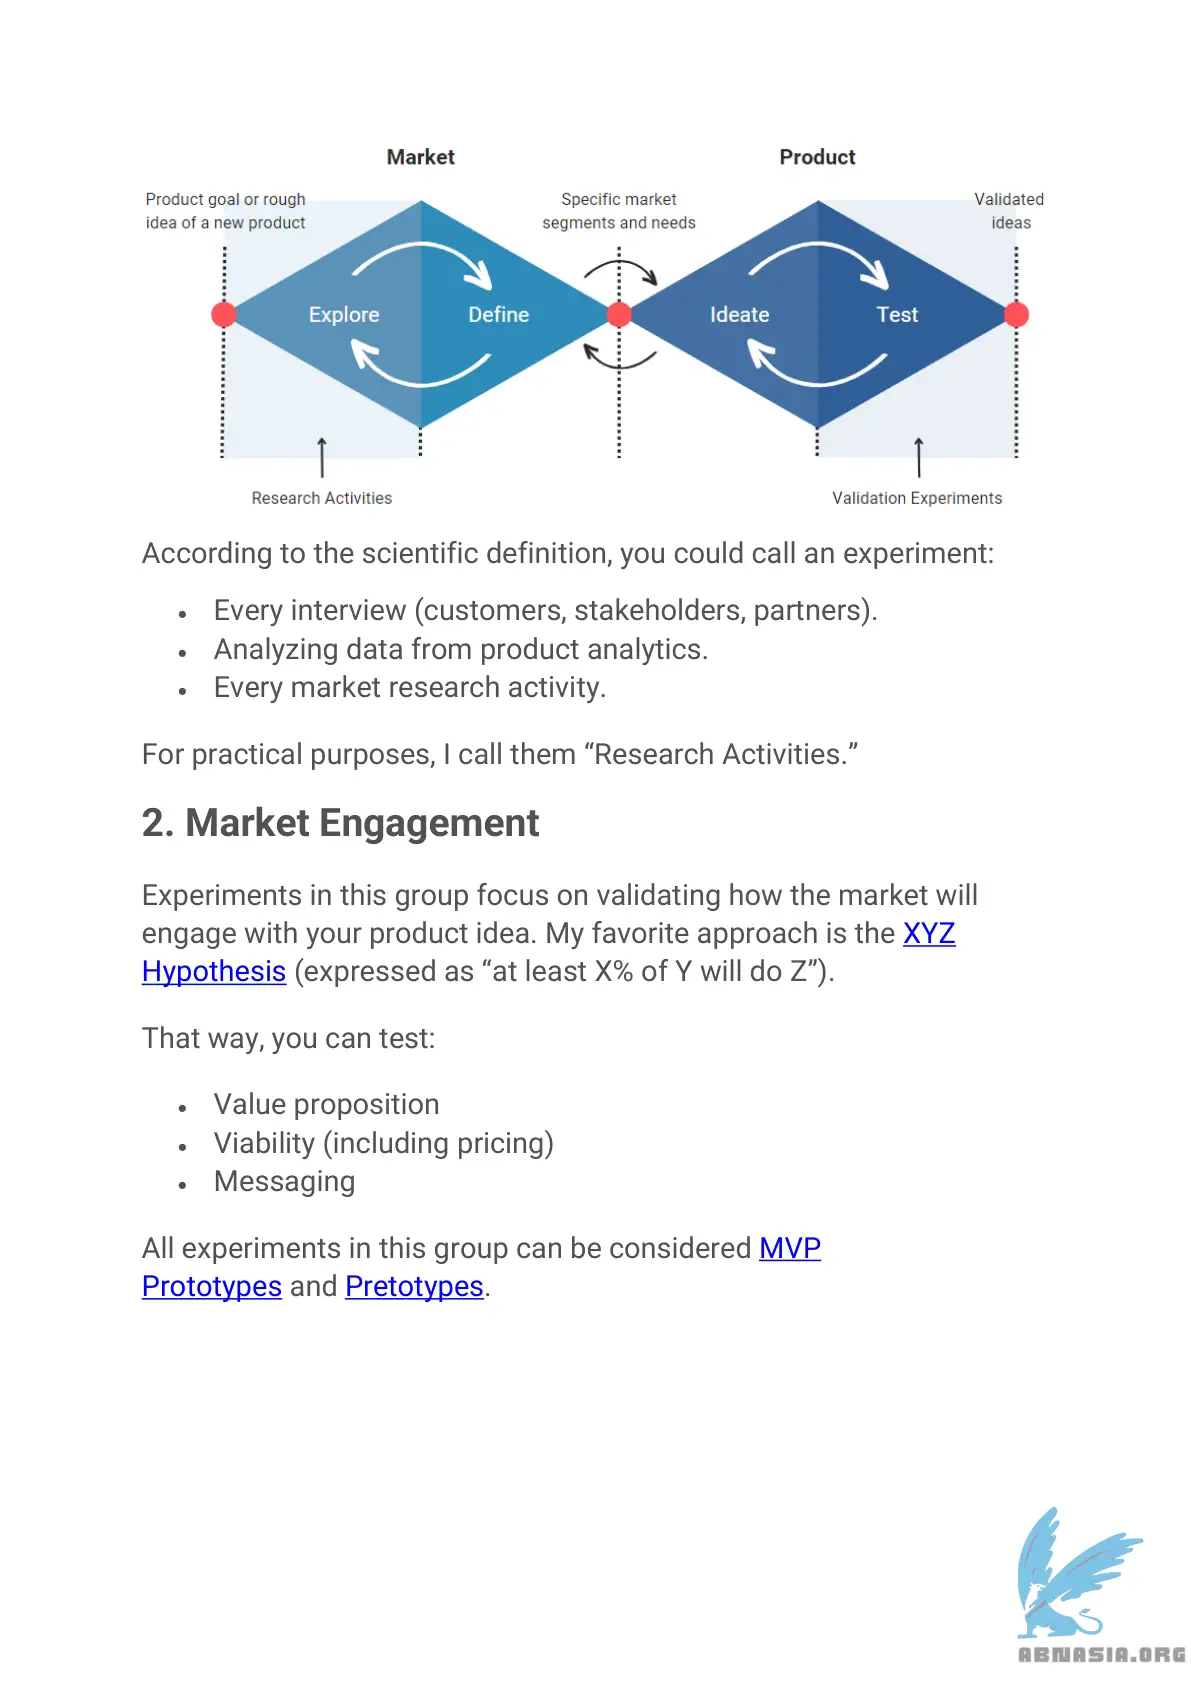 Market
Product
Product goal or rough
idea of a new product
Specific market
segments and needs
Validated
ideas
Explore
Define
Ideate
Test
Research Activities
Validation Experiments
According to the scientific definition, you could call an experiment:
• Every interview (customers, stakeholders, partners).
• Analyzing data from product analytics.
• Every market research activity.
For practical purposes, I call them “Research Activities.”
2. Market Engagement
Experiments in this group focus on validating how the market will
engage with your product idea. My favorite approach is the XYZ
Hypothesis (expressed as “at least X% of Y will do Z”).
That way, you can test:
• Value proposition
• Viability (including pricing)
• Messaging
All experiments in this group can be considered MVP
Prototypes and Pretotypes.
ABNASIA.ORG